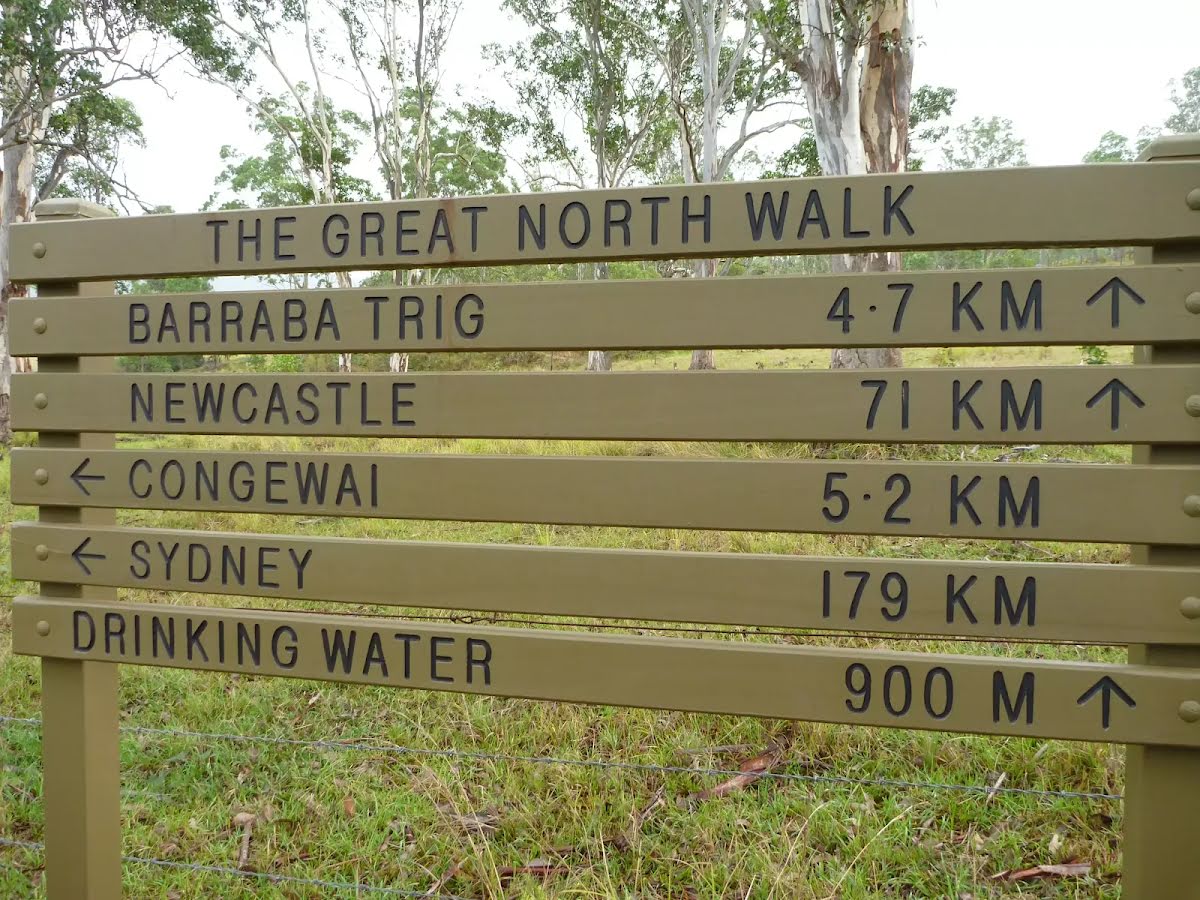 THE GREAT NORTH WALK
BARRABA TRIG 4·7 KM ↑
NEWCASTLE 71 KM ↑
← CONGEWAI 5·2 KM
← SYDNEY 179 KM
DRINKING WATER 900 M ↑